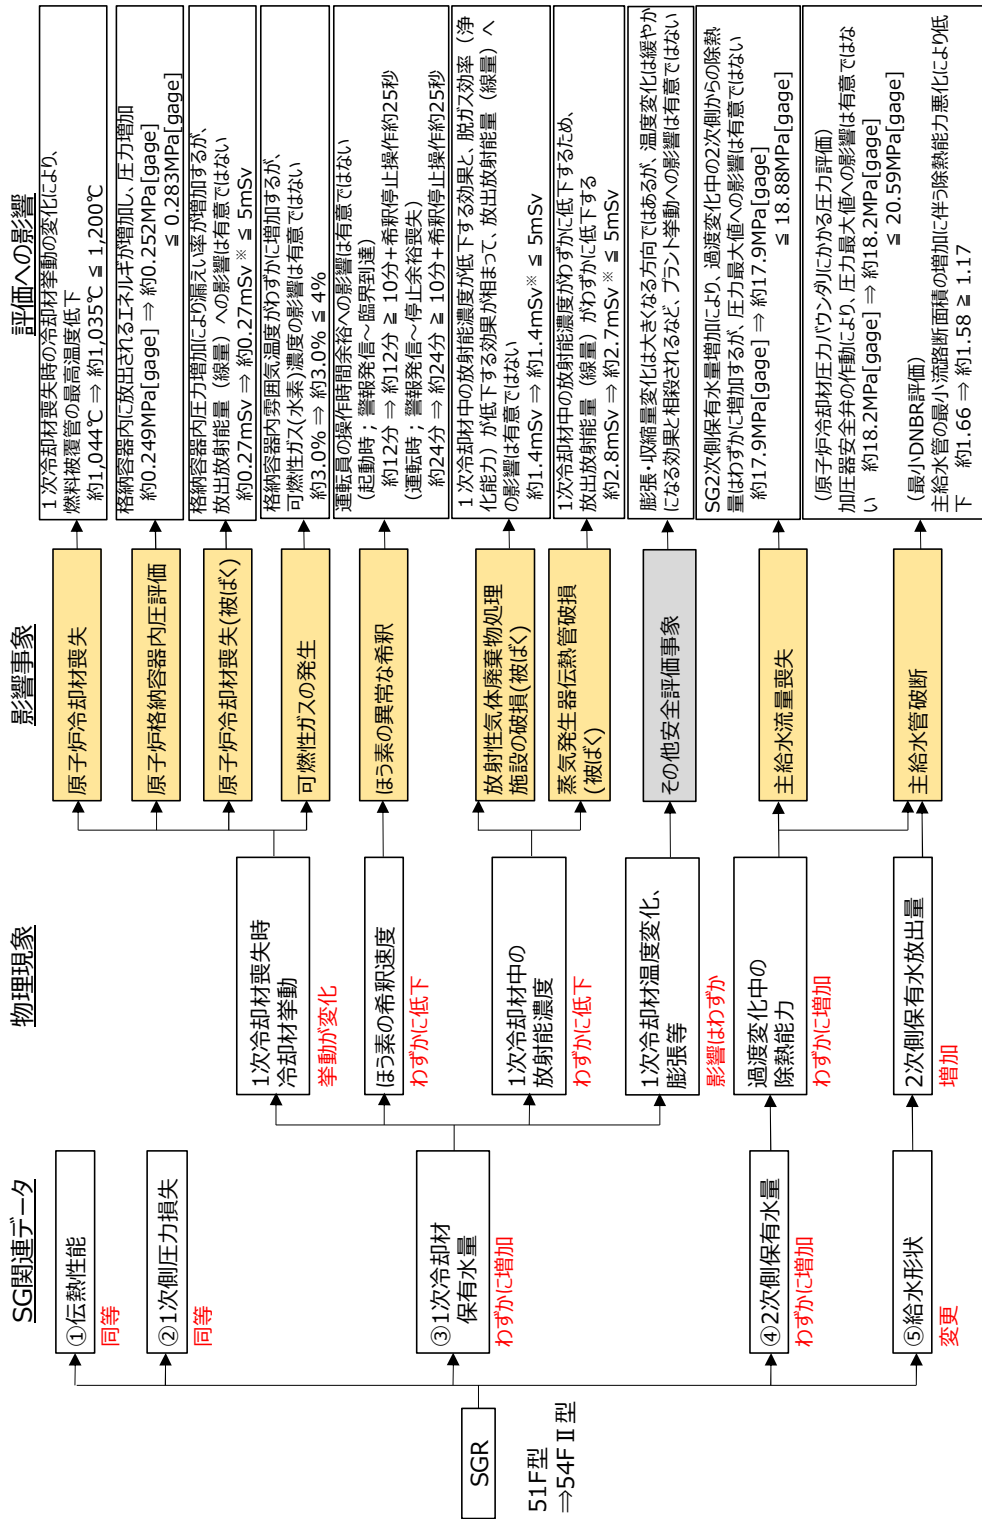 SG関連データ
物理現象
影響事象
評価への影響
SGR
51F型
⇒54FⅡ型
①伝熱性能
同等
②1次側圧力損失
同等
③1次冷却材
保有水量
わずかに増加
④2次側保有水量
わずかに増加
⑤給水形状
変更
1次冷却材喪失時
冷却材挙動
挙動が変化
ほう素の希釈速度
わずかに低下
1次冷却材中の
放射能濃度
わずかに低下
1次冷却材温度変化、
膨張等
影響はわずか
過渡変化中の
除熱能力
わずかに増加
2次側保有水放出量
増加
原子炉冷却材喪失
原子炉格納容器内圧評価
原子炉冷却材喪失(被ばく)
可燃性ガスの発生
ほう素の異常な希釈
放射性気体廃棄物処理
施設の破損(被ばく)
蒸気発生器伝熱管破損
(被ばく)
その他安全評価事象
主給水流量喪失
主給水管破断
1次冷却材喪失時の冷却材挙動の変化により、
燃料被覆管の最高温度低下
約1,044℃ ⇒ 約1,035℃ ≦ 1,200℃
格納容器内に放出されるエネルギが増加し、圧力増加
約0.249MPa[gage] ⇒ 約0.252MPa[gage]
≦ 0.283MPa[gage]
格納容器内圧力増加により漏えい率が増加するが、
放出放射能量（線量）への影響は有意ではない
約0.27mSv ⇒ 約0.27mSv※ ≦ 5mSv
格納容器内雰囲気温度がわずかに増加するが、
可燃性ガス(水素)濃度の影響は有意ではない
約3.0% ⇒ 約3.0% ≦ 4%
運転員の操作時間余裕への影響は有意ではない
(起動時；警報発信～臨界到達)
約12分 ⇒ 約12分 ≧ 10分+希釈停止操作約25秒
(運転時；警報発信～停止余裕喪失)
約24分 ⇒ 約24分 ≧ 10分+希釈停止操作約25秒
1次冷却材中の放射能濃度が低下する効果と、脱ガス効率（浄
化能力）が低下する効果が相まって、放出放射能量（線量）へ
の影響は有意ではない
約1.4mSv ⇒ 約1.4mSv※ ≦ 5mSv
1次冷却材中の放射能濃度がわずかに低下するため、
放出放射能量（線量）がわずかに低下する
約2.8mSv ⇒ 約2.7mSv※ ≦ 5mSv
膨張・収縮量変化は大きくなる方向ではあるが、温度変化は緩やか
になる効果と相殺されるなど、プラント挙動への影響は有意ではない
SG2次側保有水量増加により、過渡変化中の2次側からの除熱
量はわずかに増加するが、圧力最大値への影響は有意ではない
約17.9MPa[gage] ⇒ 約17.9MPa[gage]
≦ 18.88MPa[gage]
(原子炉冷却材圧力バウンダリにかかる圧力評価)
加圧器安全弁の作動により、圧力最大値への影響は有意ではな
い
約18.2MPa[gage] ⇒ 約18.2MPa[gage]
≦ 20.59MPa[gage]
(最小DNBR評価)
主給水管の最小流路断面積の増加に伴う除熱能力悪化により低
下
約1.66 ⇒ 約1.58 ≧ 1.17